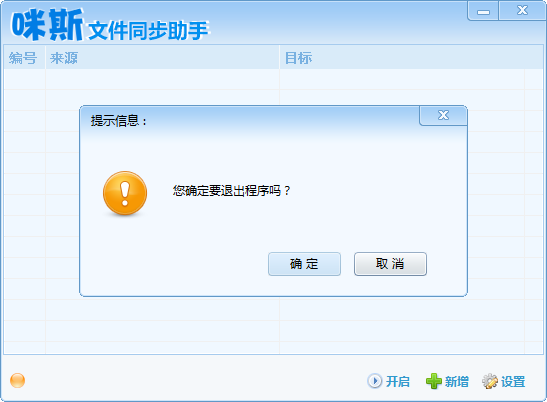 咪斯 文件同步助手
编号 来源 目标
提示信息：
您确定要退出程序吗？
确 定 取 消
开启 新增 设置